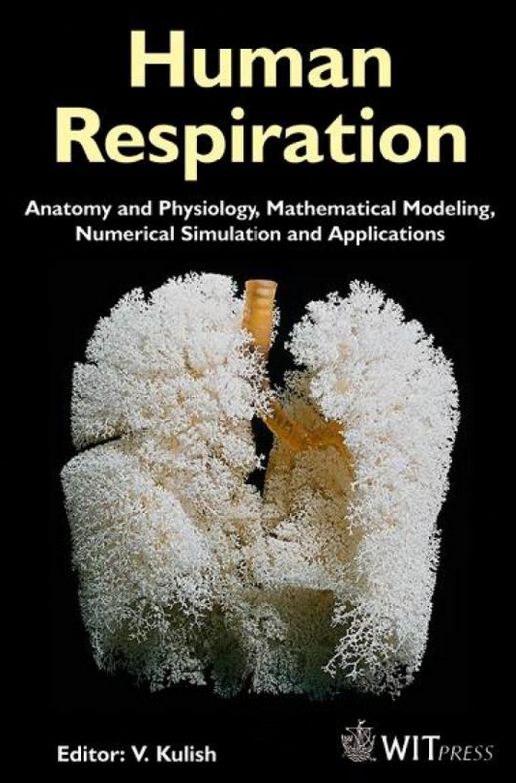 Human
Respiration
Anatomy and Physiology, Mathematical Modeling,
Numerical Simulation and Applications
Editor: V. Kulish
WITPRESS